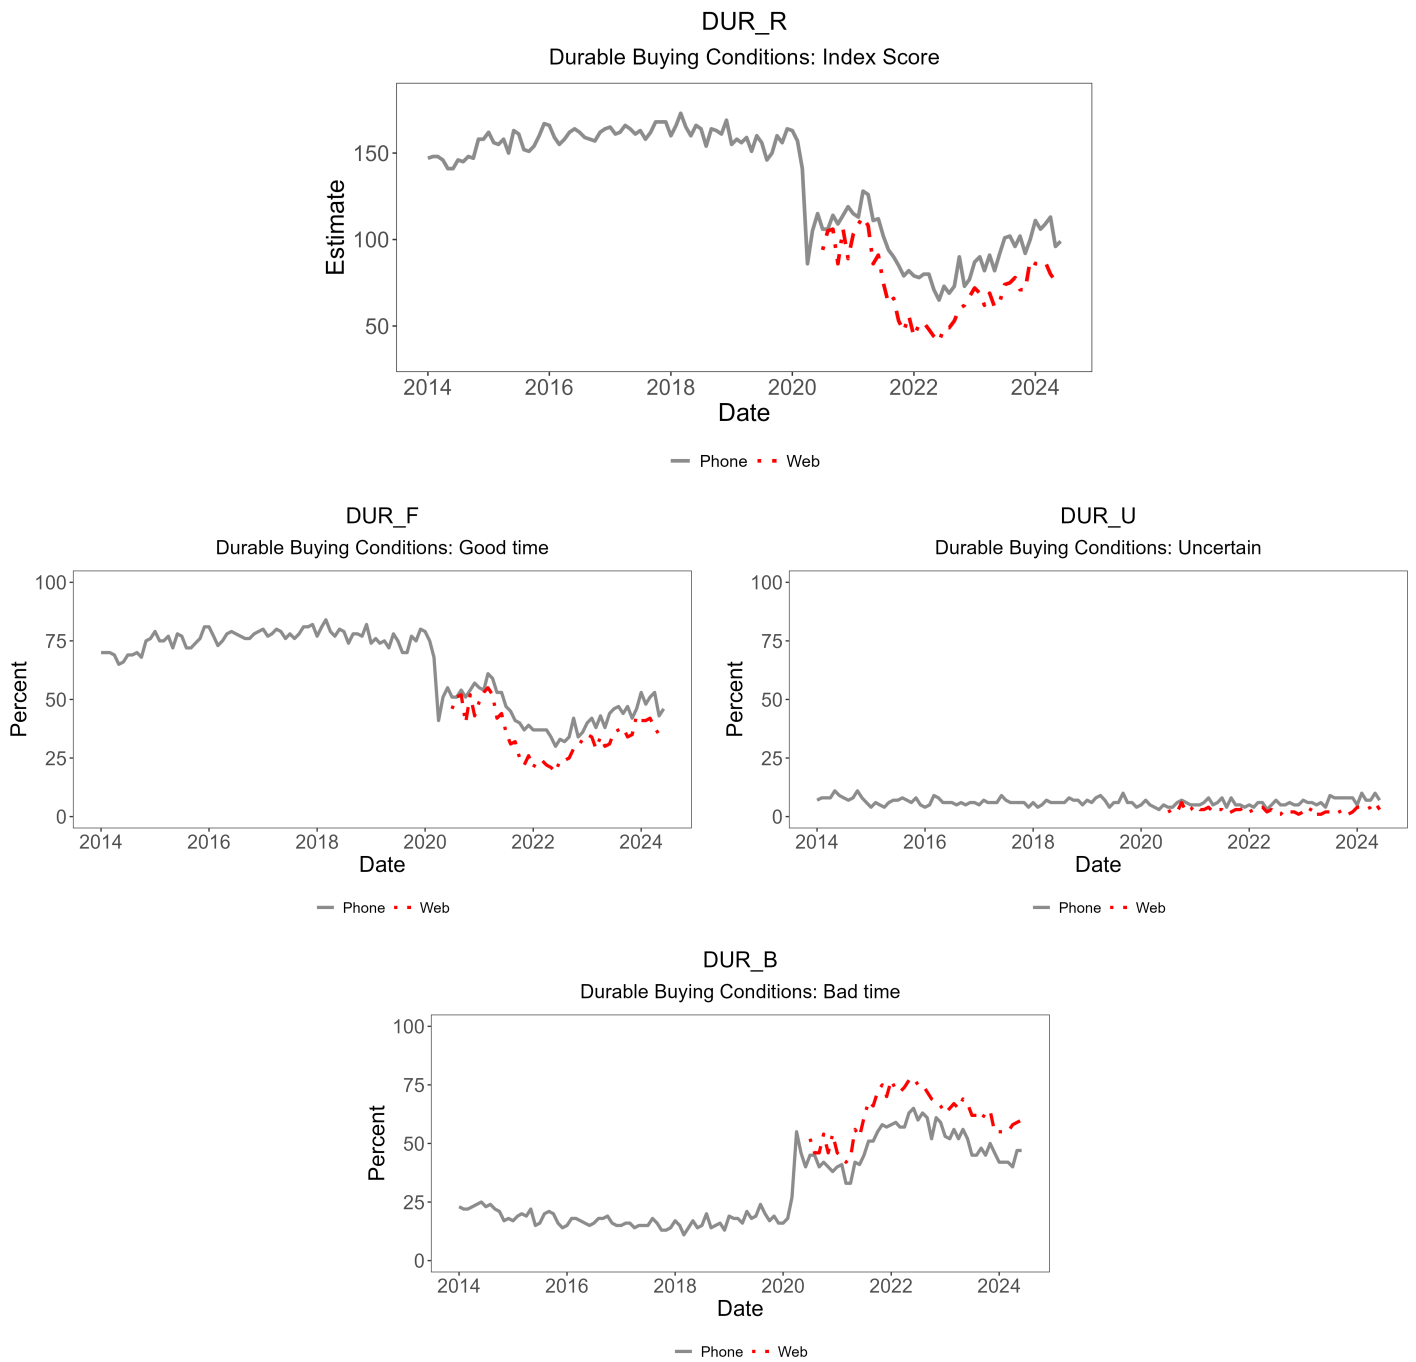 DUR_R
Durable Buying Conditions: Index Score
Estimate
150
100
50
2014 2016 2018 2020 2022 2024
Date
Phone Web
DUR_F
Durable Buying Conditions: Good time
Percent
100
75
50
25
0
2014 2016 2018 2020 2022 2024
Date
Phone Web
DUR_U
Durable Buying Conditions: Uncertain
Percent
100
75
50
25
0
2014 2016 2018 2020 2022 2024
Date
Phone Web
DUR_B
Durable Buying Conditions: Bad time
Percent
100
75
50
25
0
2014 2016 2018 2020 2022 2024
Date
Phone Web